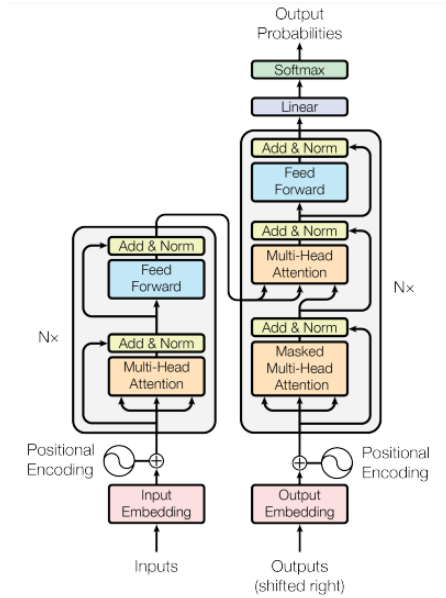 Output
Probabilities
Softmax
Linear
Add & Norm
Feed
Forward
Add & Norm
Multi-Head
Attention
Add & Norm
Masked
Multi-Head
Attention
Nx
Add & Norm
Feed
Forward
Add & Norm
Multi-Head
Attention
Nx
Positional
Encoding
Positional
Encoding
Input
Embedding
Output
Embedding
Inputs
Outputs
(shifted right)